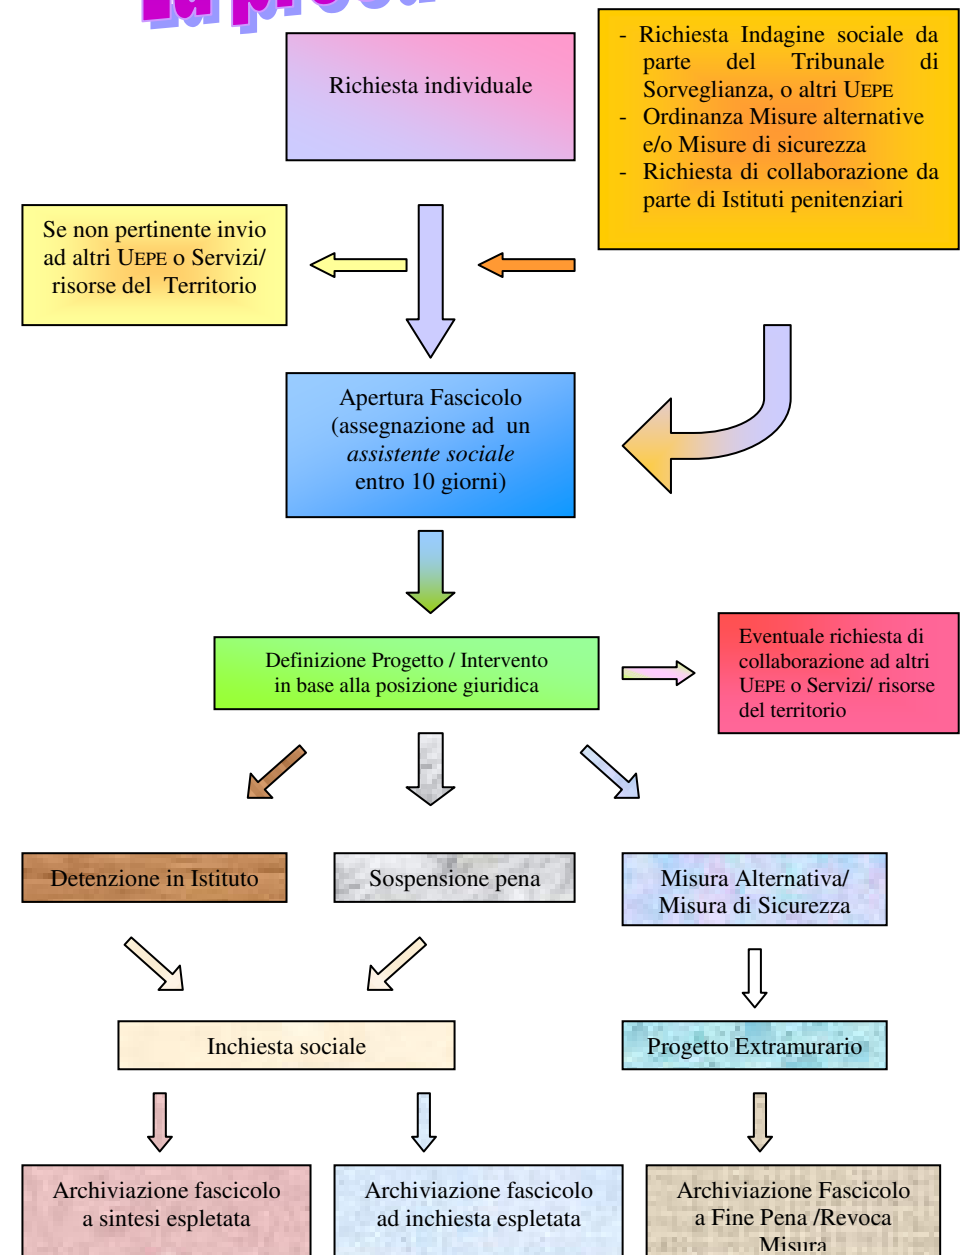 Richiesta individuale
- Richiesta Indagine sociale da
parte del Tribunale di
Sorveglianza, o altri UEPE
- Ordinanza Misure alternative
e/o Misure di sicurezza
- Richiesta di collaborazione da
parte di Istituti penitenziari
Se non pertinente invio
ad altri UEPE o Servizi/
risorse del Territorio
Apertura Fascicolo
(assegnazione ad un
assistente sociale
entro 10 giorni)
Definizione Progetto / Intervento
in base alla posizione giuridica
Eventuale richiesta di
collaborazione ad altri
UEPE o Servizi/ risorse
del territorio
Detenzione in Istituto
Sospensione pena
Misura Alternativa/
Misura di Sicurezza
Inchiesta sociale
Progetto Extramurario
Archiviazione fascicolo
a sintesi espletata
Archiviazione fascicolo
ad inchiesta espletata
Archiviazione Fascicolo
a Fine Pena /Revoca
Misura